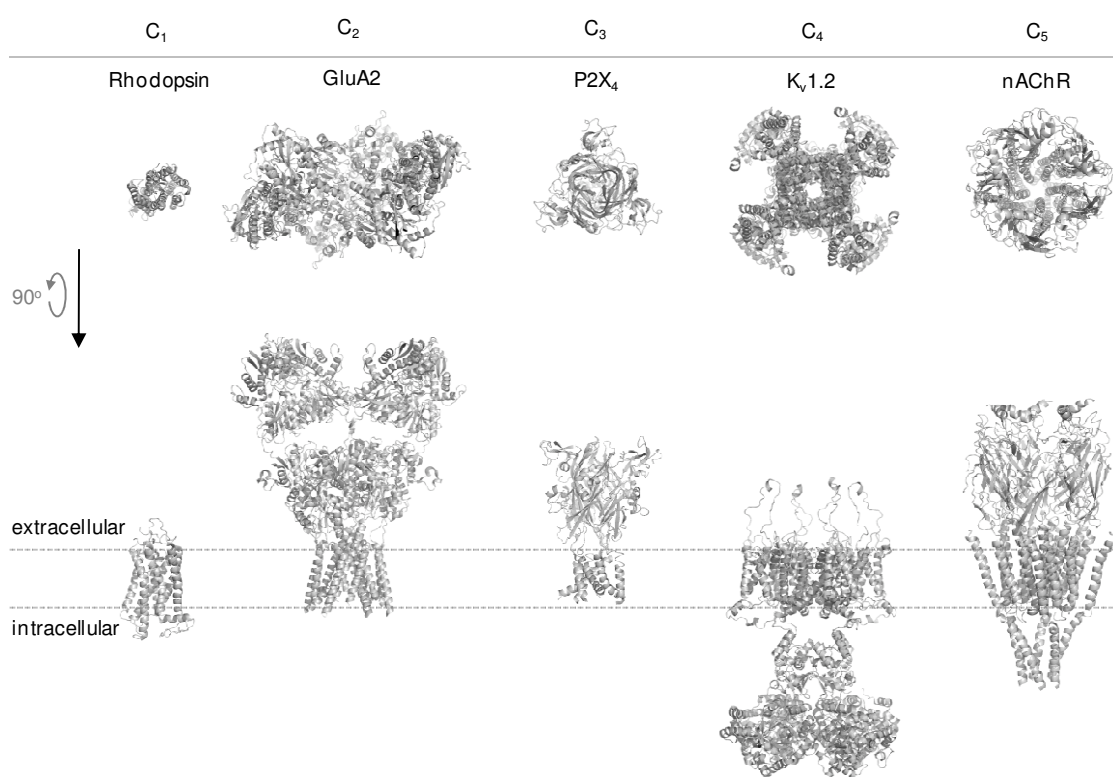 C₁ C₂ C₃ C₄ C₅
Rhodopsin GluA2 P2X₄ Kᵥ1.2 nAChR
90°
extracellular
intracellular